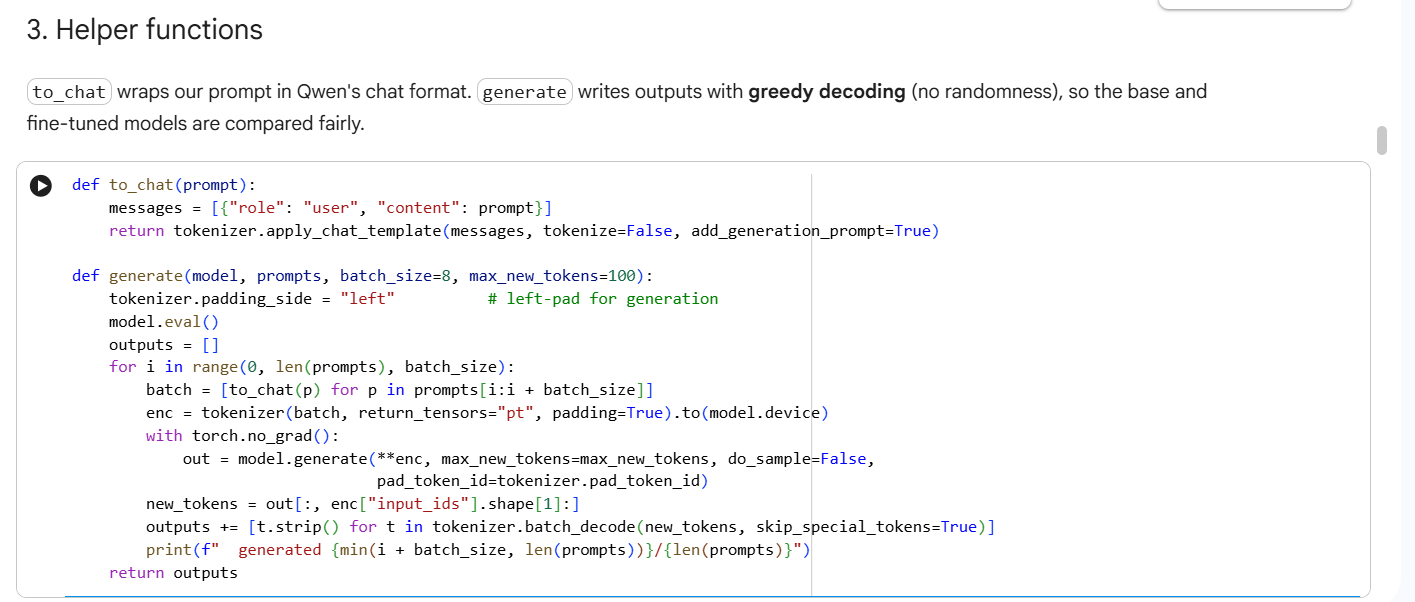 3. Helper functions
to_chat wraps our prompt in Qwen's chat format. generate writes outputs with greedy decoding (no randomness), so the base and
fine-tuned models are compared fairly.
def to_chat(prompt):
    messages = [{"role": "user", "content": prompt}]
    return tokenizer.apply_chat_template(messages, tokenize=False, add_generation_prompt=True)

def generate(model, prompts, batch_size=8, max_new_tokens=100):
    tokenizer.padding_side = "left"          # left-pad for generation
    model.eval()
    outputs = []
    for i in range(0, len(prompts), batch_size):
        batch = [to_chat(p) for p in prompts[i:i + batch_size]]
        enc = tokenizer(batch, return_tensors="pt", padding=True).to(model.device)
        with torch.no_grad():
            out = model.generate(**enc, max_new_tokens=max_new_tokens, do_sample=False,
                                 pad_token_id=tokenizer.pad_token_id)
        new_tokens = out[:, enc["input_ids"].shape[1]:]
        outputs += [t.strip() for t in tokenizer.batch_decode(new_tokens, skip_special_tokens=True)]
        print(f"  generated {min(i + batch_size, len(prompts))}/{len(prompts)}")
    return outputs